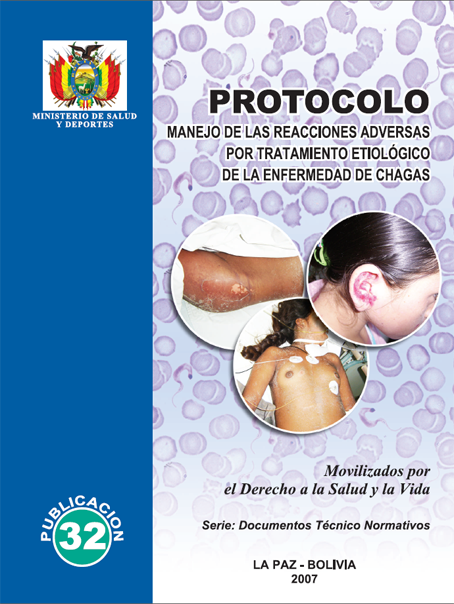 MINISTERIO DE SALUD
Y DEPORTES
PROTOCOLO
MANEJO DE LAS REACCIONES ADVERSAS
POR TRATAMIENTO ETIOLÓGICO
DE LA ENFERMEDAD DE CHAGAS
Movilizados por
el Derecho a la Salud y la Vida
Serie: Documentos Técnico Normativos
PUBLICACION
32
LA PAZ - BOLIVIA
2007